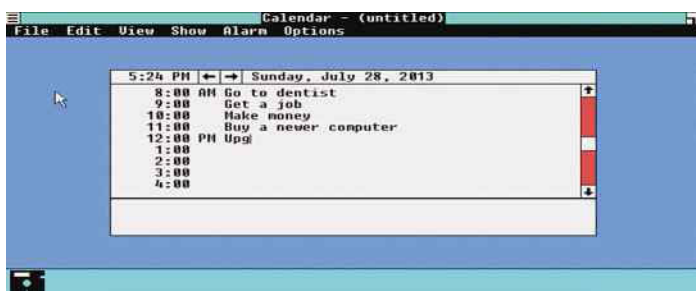 Calendar - (untitled)
File Edit View Show Alarm Options
5:24 PM ← → Sunday, July 28, 2013
8:00 AM Go to dentist
9:00 Get a job
10:00 Make money
11:00 Buy a newer computer
12:00 PM Upg
1:00
2:00
3:00
4:00